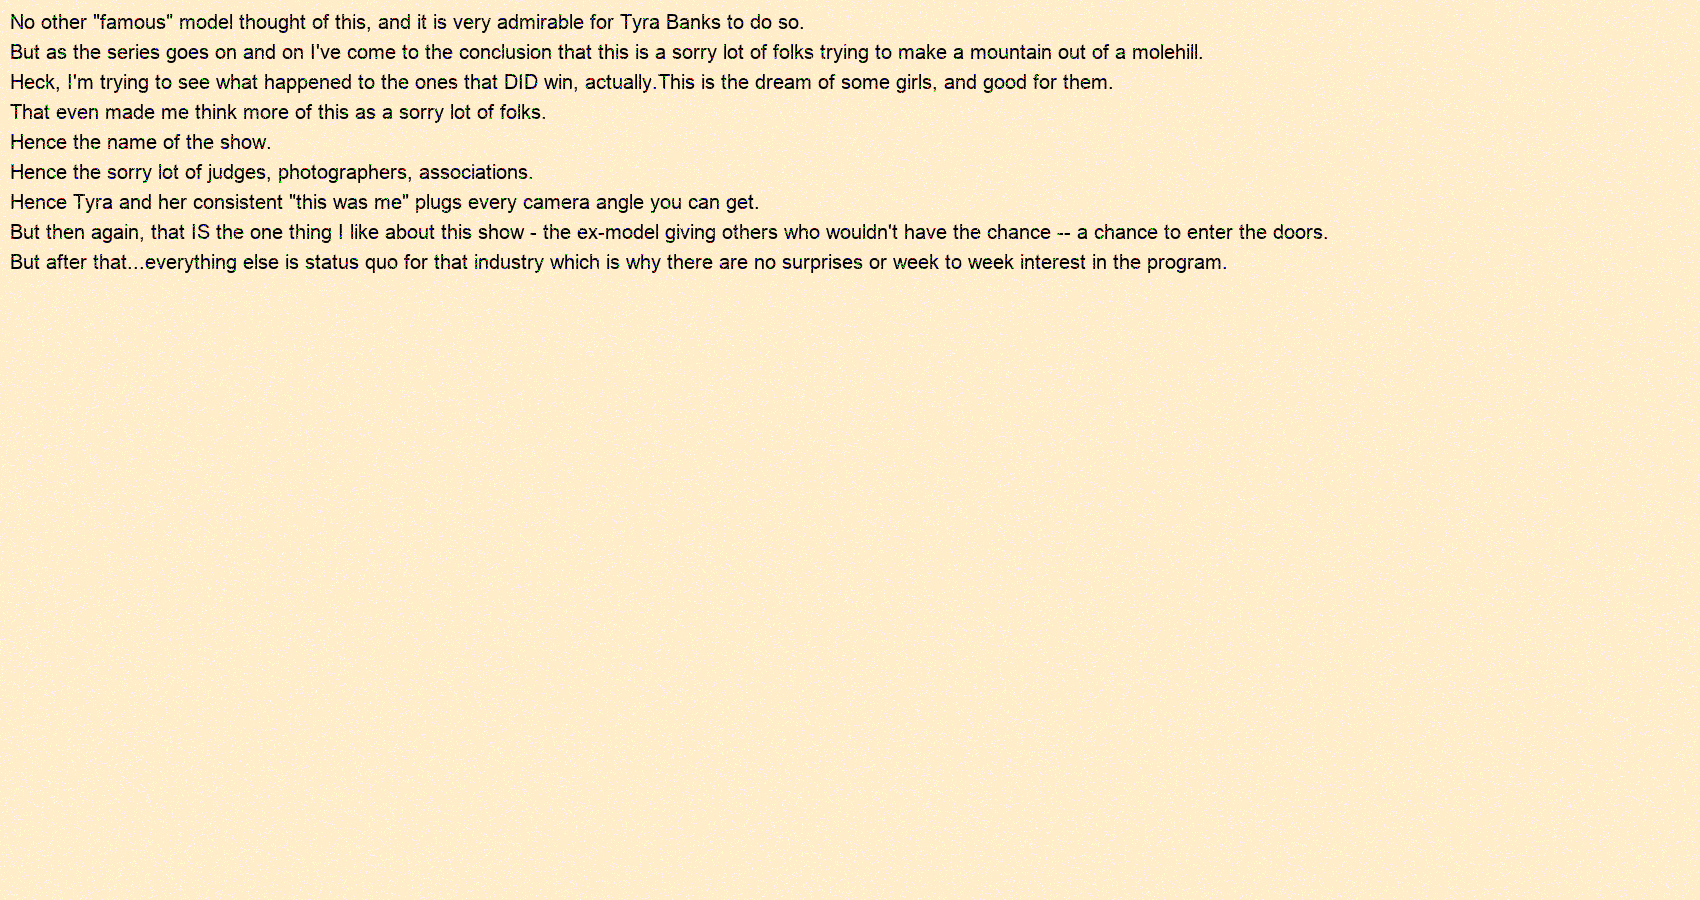 No other "famous" model thought of this, and it is very admirable for Tyra Banks to do so.
But as the series goes on and on I've come to the conclusion that this is a sorry lot of folks trying to make a mountain out of a molehill.
Heck, I'm trying to see what happened to the ones that DID win, actually.This is the dream of some girls, and good for them.
That even made me think more of this as a sorry lot of folks.
Hence the name of the show.
Hence the sorry lot of judges, photographers, associations.
Hence Tyra and her consistent "this was me" plugs every camera angle you can get.
But then again, that IS the one thing I like about this show - the ex-model giving others who wouldn't have the chance -- a chance to enter the doors.
But after that...everything else is status quo for that industry which is why there are no surprises or week to week interest in the program.